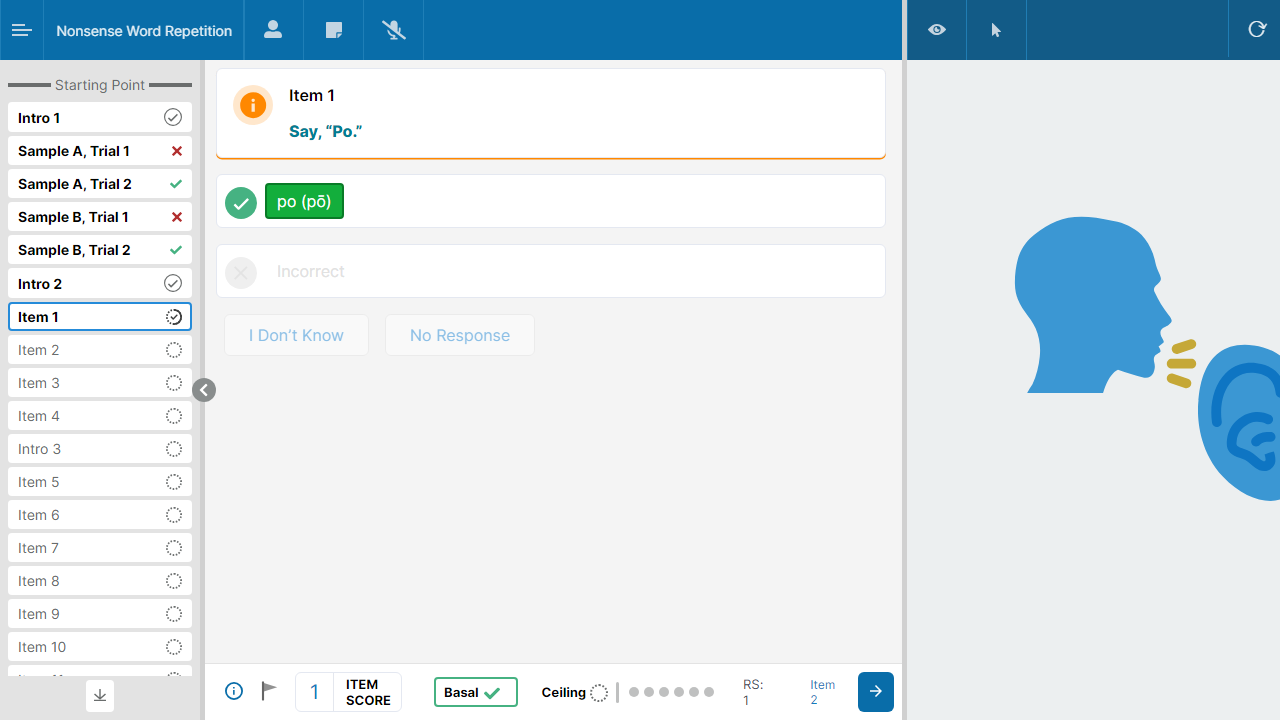 Nonsense Word Repetition
Starting Point
Intro 1
Sample A, Trial 1
Sample A, Trial 2
Sample B, Trial 1
Sample B, Trial 2
Intro 2
Item 1
Item 2
Item 3
Item 4
Intro 3
Item 5
Item 6
Item 7
Item 8
Item 9
Item 10
Item 1
Say, “Po.”
po (pō)
Incorrect
I Don’t Know
No Response
1
ITEM
SCORE
Basal
Ceiling
RS:
1
Item
2